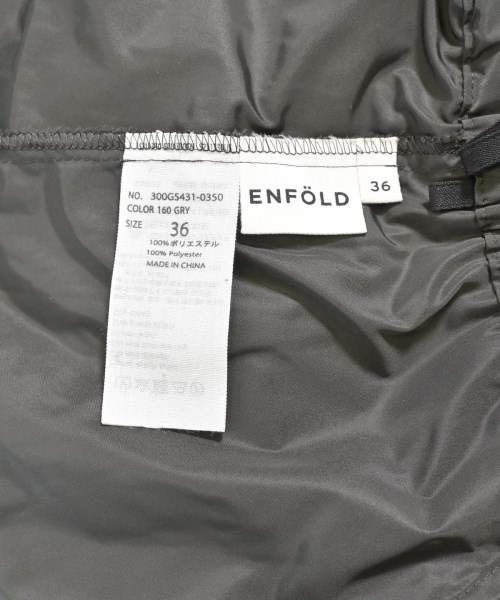 NO. 300GS431-0350
COLOR 160 GRY
SIZE 36
100%ポリエステル
100% Polyester
MADE IN CHINA
ENFÖLD
36